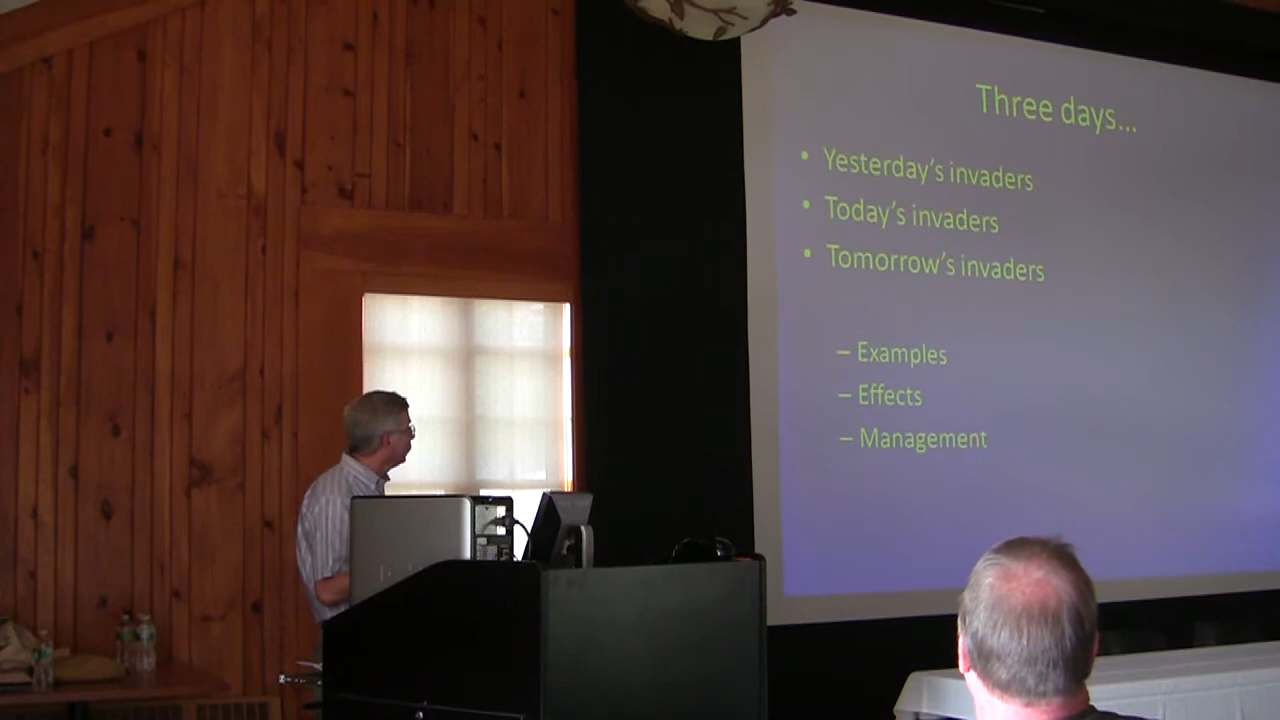 Three days...
• Yesterday's invaders
• Today's invaders
• Tomorrow's invaders
– Examples
– Effects
– Management